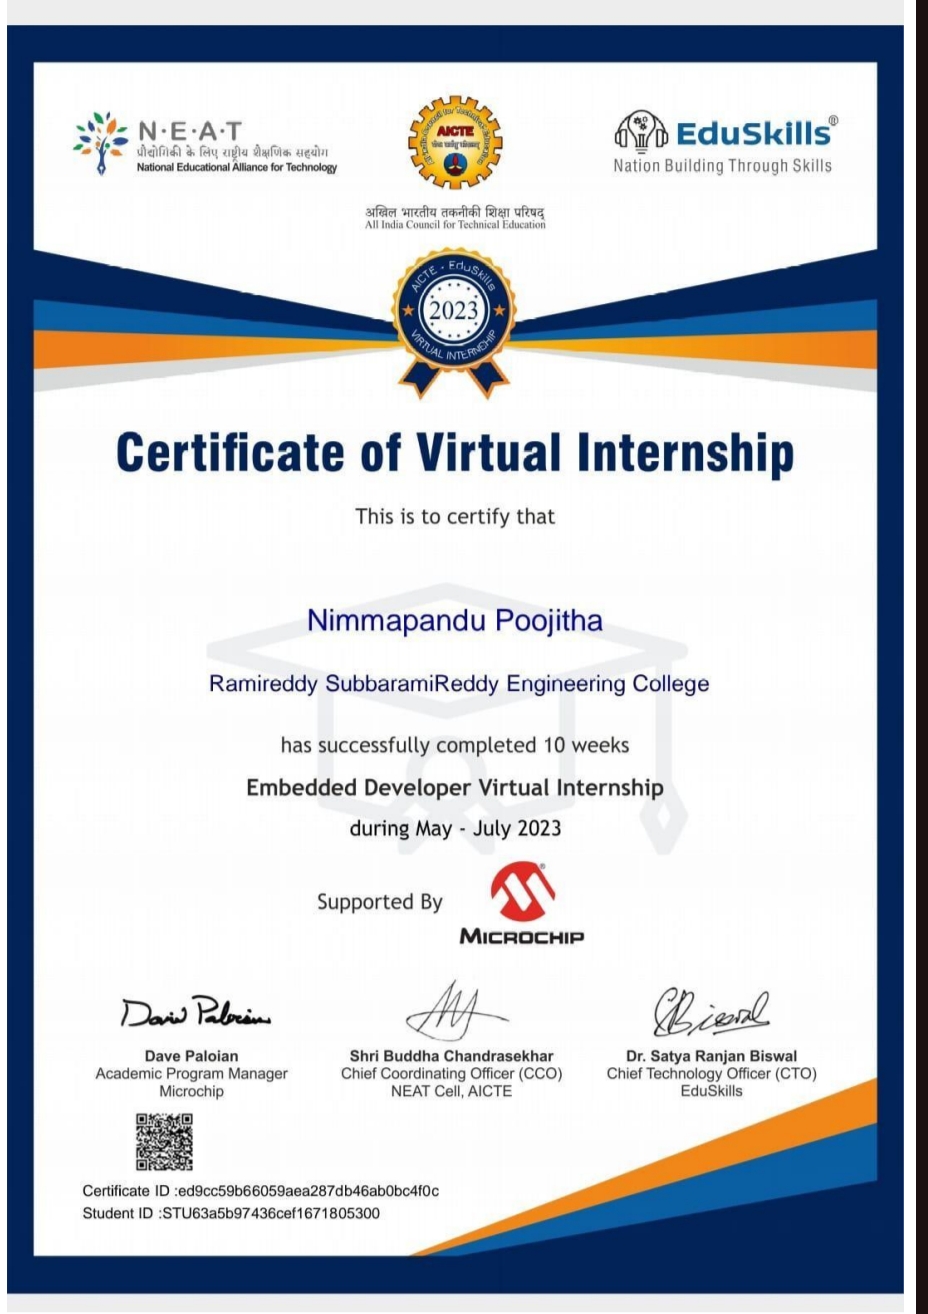 N·E·A·T
प्रौद्योगिकी के लिए राष्ट्रीय शैक्षणिक सहयोग
National Educational Alliance for Technology
AICTE
अखिल भारतीय तकनीकी शिक्षा परिषद्
All India Council for Technical Education
EduSkills®
Nation Building Through Skills
AICTE - EduSkills
2023
VIRTUAL INTERNSHIP
Certificate of Virtual Internship
This is to certify that
Nimmapandu Poojitha
Ramireddy SubbaramiReddy Engineering College
has successfully completed 10 weeks
Embedded Developer Virtual Internship
during May - July 2023
Supported By
MICROCHIP
Dave Paloian
Academic Program Manager
Microchip
Shri Buddha Chandrasekhar
Chief Coordinating Officer (CCO)
NEAT Cell, AICTE
Dr. Satya Ranjan Biswal
Chief Technology Officer (CTO)
EduSkills
Certificate ID :ed9cc59b66059aea287db46ab0bc4f0c
Student ID :STU63a5b97436cef1671805300